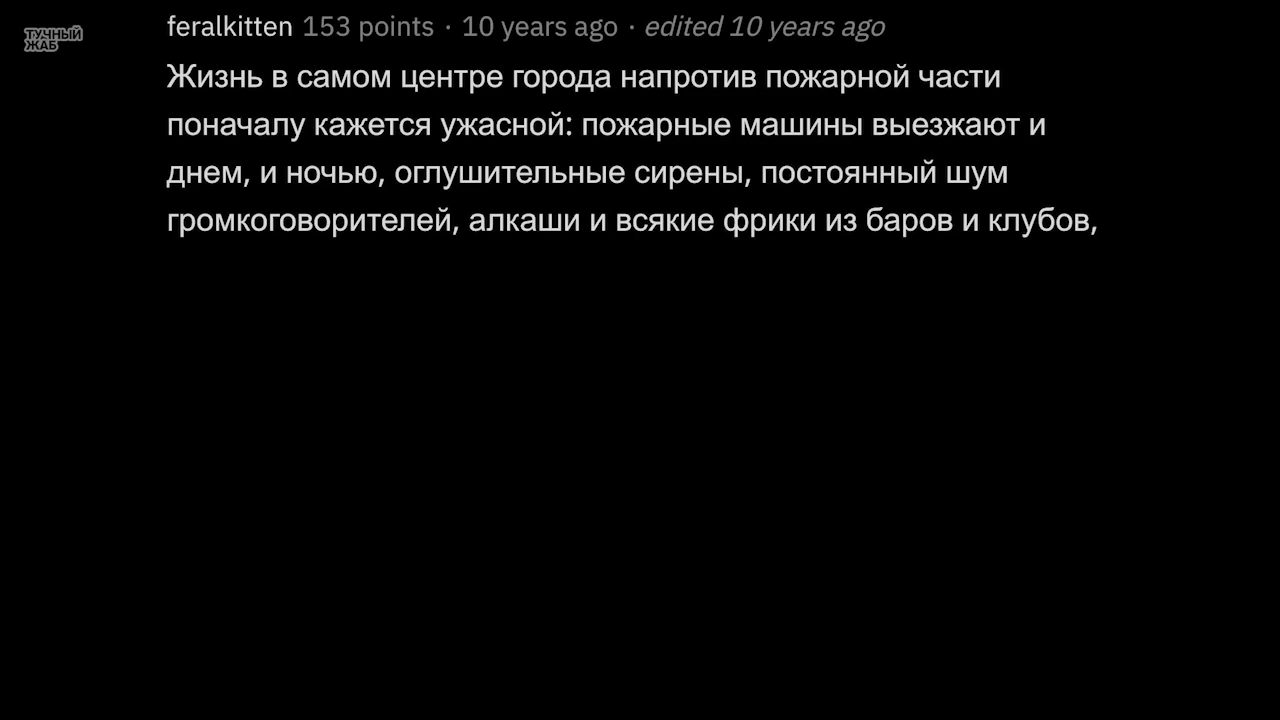 ТУЧНЫЙ
ЖАБ
feralkitten 153 points · 10 years ago · edited 10 years ago
Жизнь в самом центре города напротив пожарной части
поначалу кажется ужасной: пожарные машины выезжают и
днем, и ночью, оглушительные сирены, постоянный шум
громкоговорителей, алкаши и всякие фрики из баров и клубов,